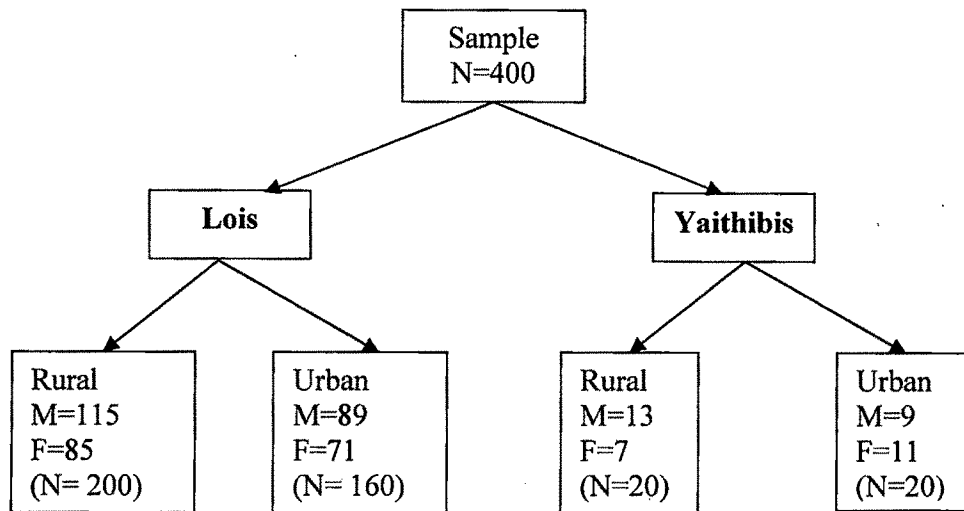 Sample
N=400
Lois
Yaithibis
Rural
M=115
F=85
(N= 200)
Urban
M=89
F=71
(N= 160)
Rural
M=13
F=7
(N=20)
Urban
M=9
F=11
(N=20)